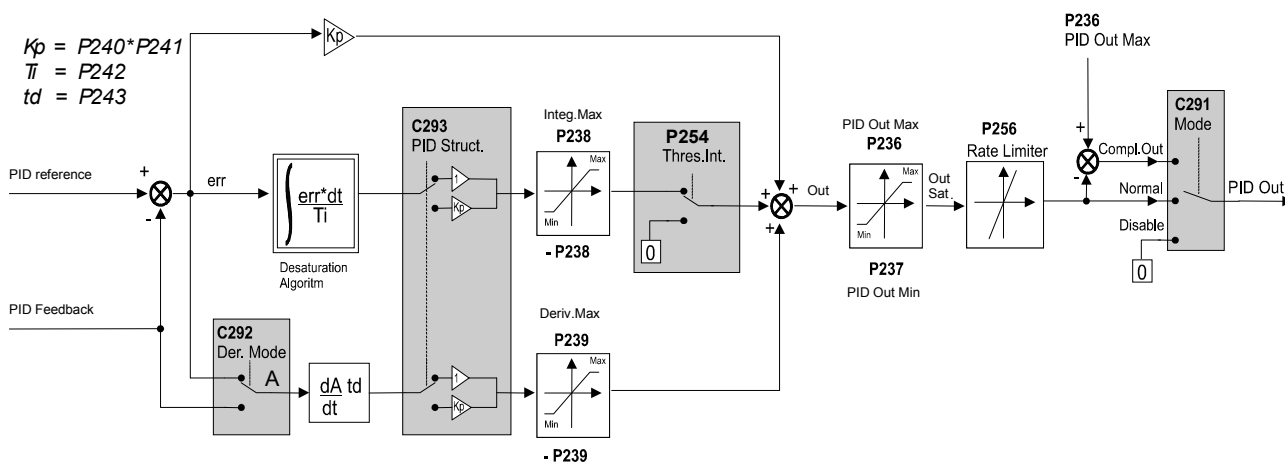 Kp = P240*P241
Ti = P242
td = P243
Kp
P236
PID Out Max
C291
Mode
C293
PID Struct.
Integ.Max
P238
Max
Min
- P238
P254
Thres.Int.
0
PID Out Max
P236
Max
Min
P237
PID Out Min
P256
Rate Limiter
+
-
Compl.Out
Normal
Disable
0
PID Out
PID reference
+
-
err
∫ err*dt
Ti
Desaturation
Algoritm
1
Kp
+
+
+
Out
Out
Sat.
PID Feedback
C292
Der. Mode
A
dA td
dt
1
Kp
Deriv.Max
P239
Max
Min
- P239